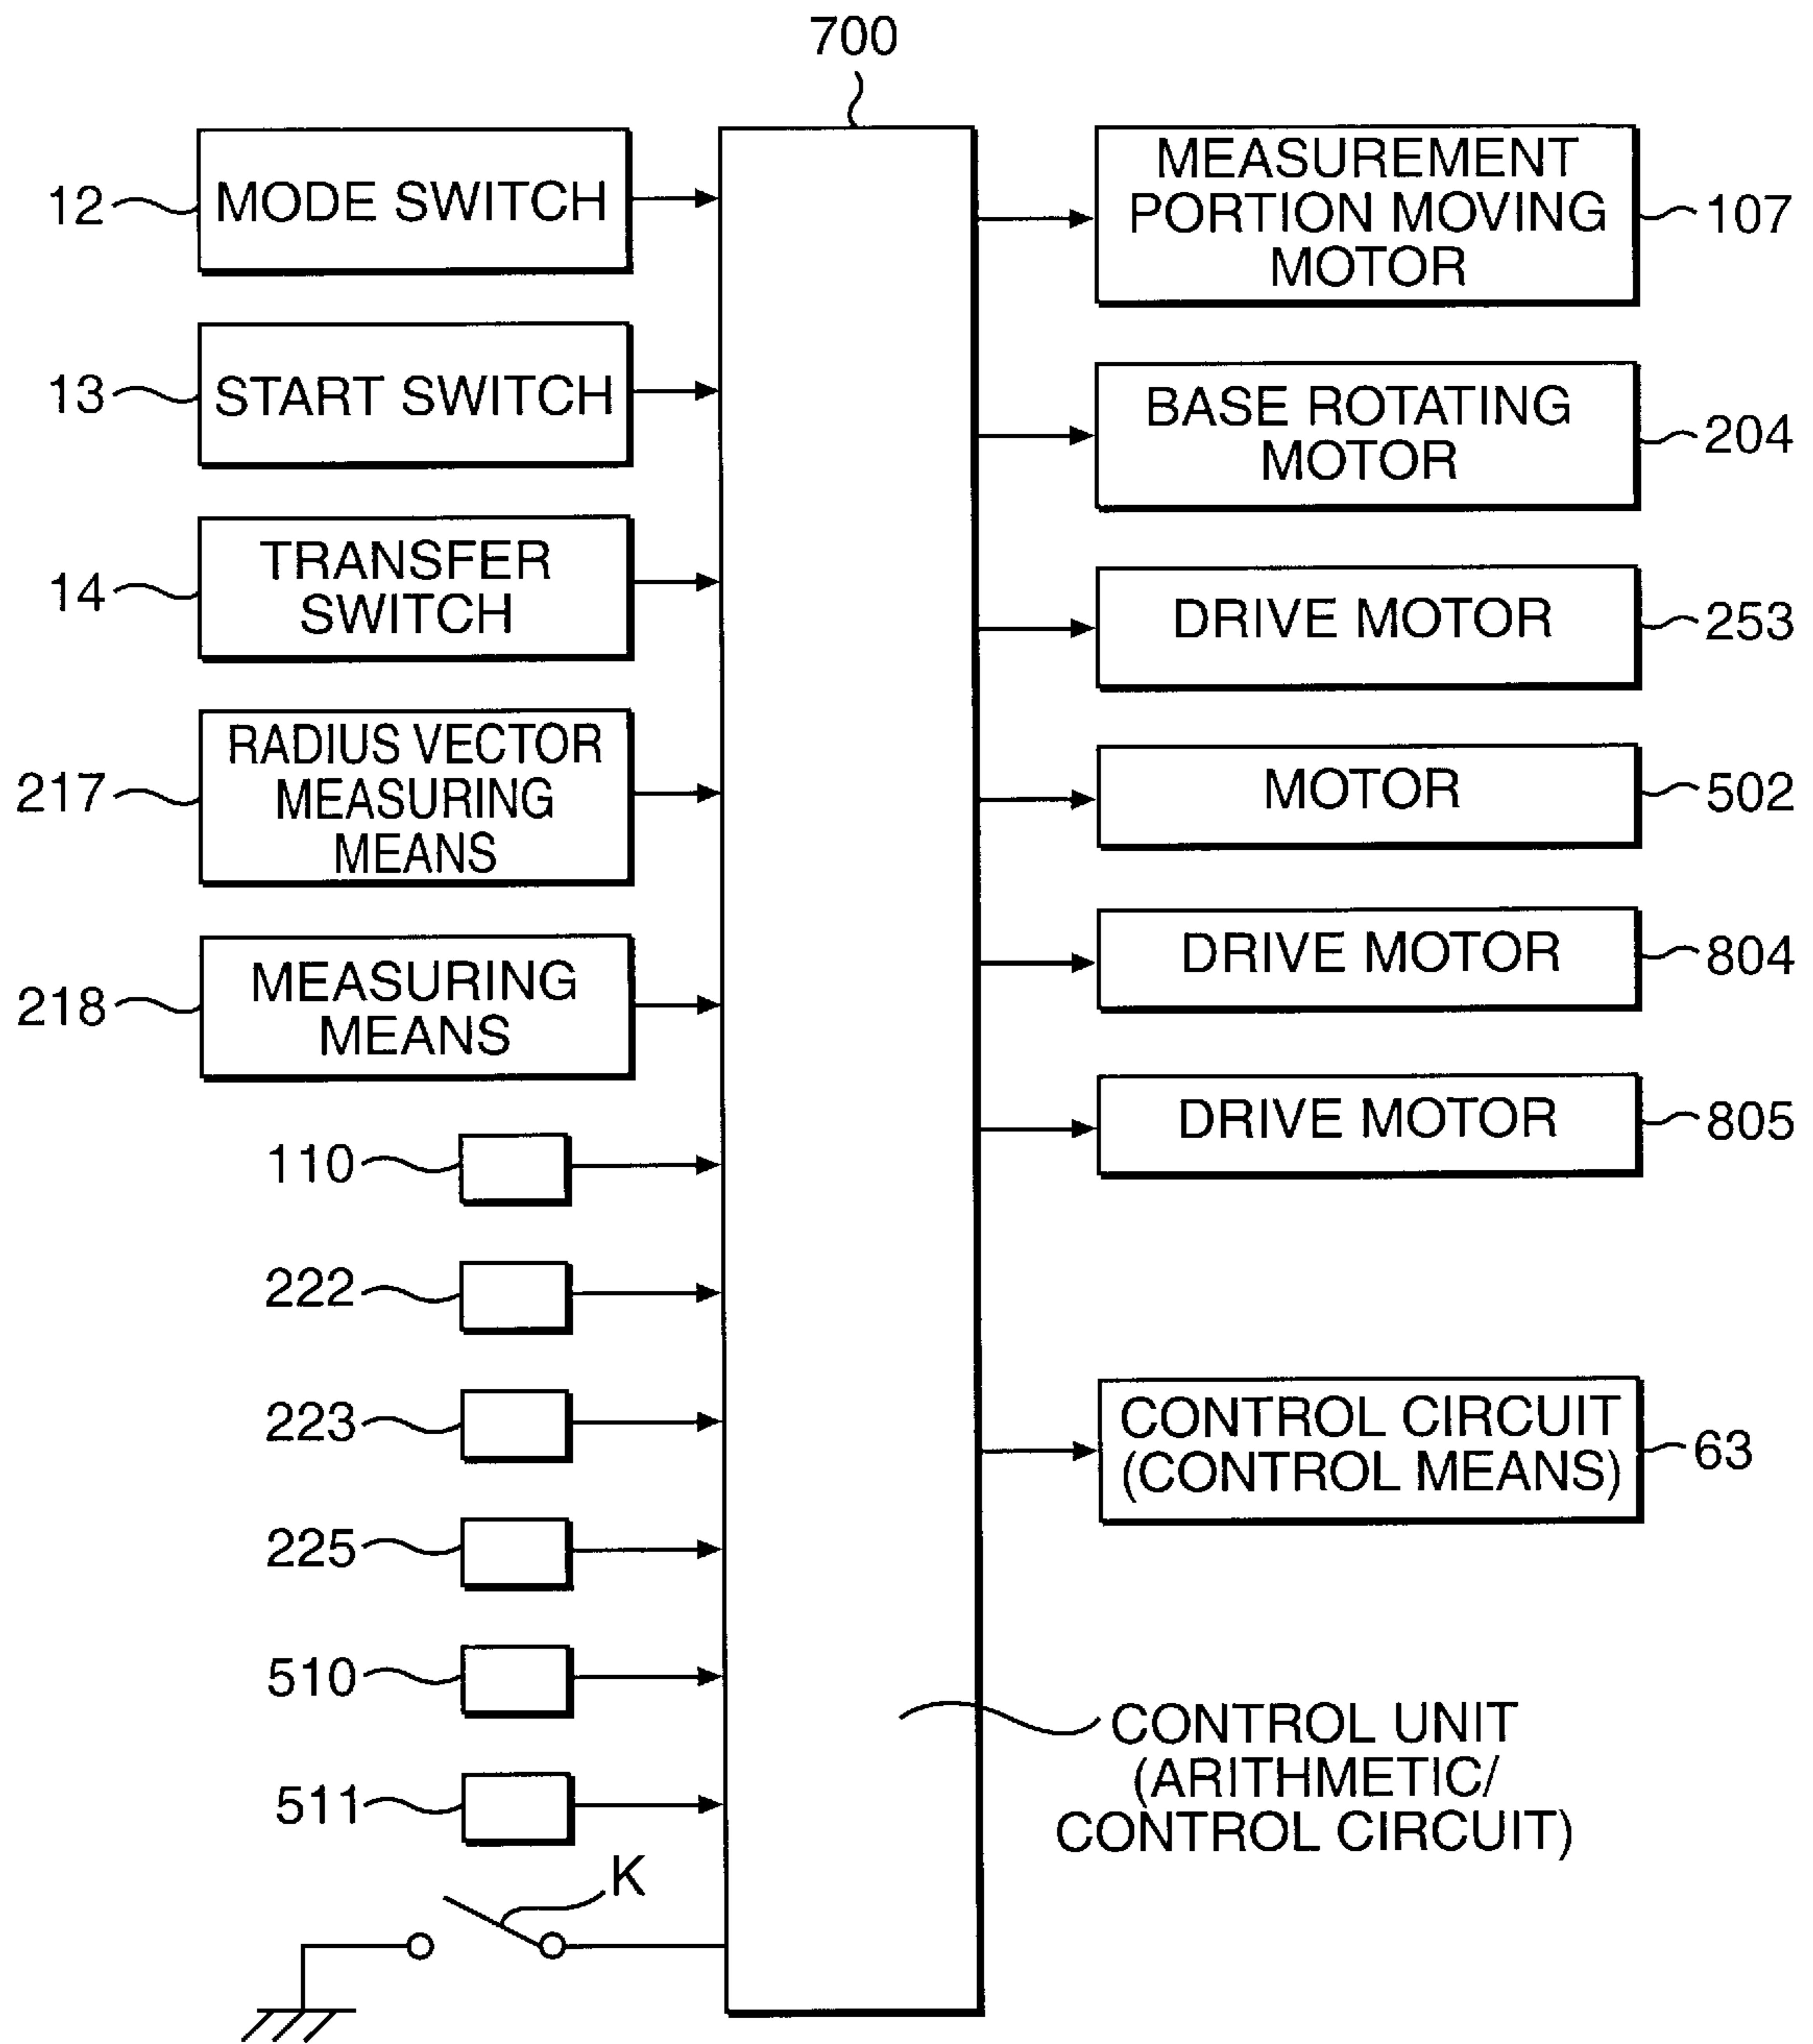 700
12
MODE SWITCH
13
START SWITCH
14
TRANSFER
SWITCH
217
RADIUS VECTOR
MEASURING
MEANS
218
MEASURING
MEANS
110
222
223
225
510
511
K
MEASUREMENT
PORTION MOVING
MOTOR
107
BASE ROTATING
MOTOR
204
DRIVE MOTOR
253
MOTOR
502
DRIVE MOTOR
804
DRIVE MOTOR
805
CONTROL CIRCUIT
(CONTROL MEANS)
63
CONTROL UNIT
(ARITHMETIC/
CONTROL CIRCUIT)